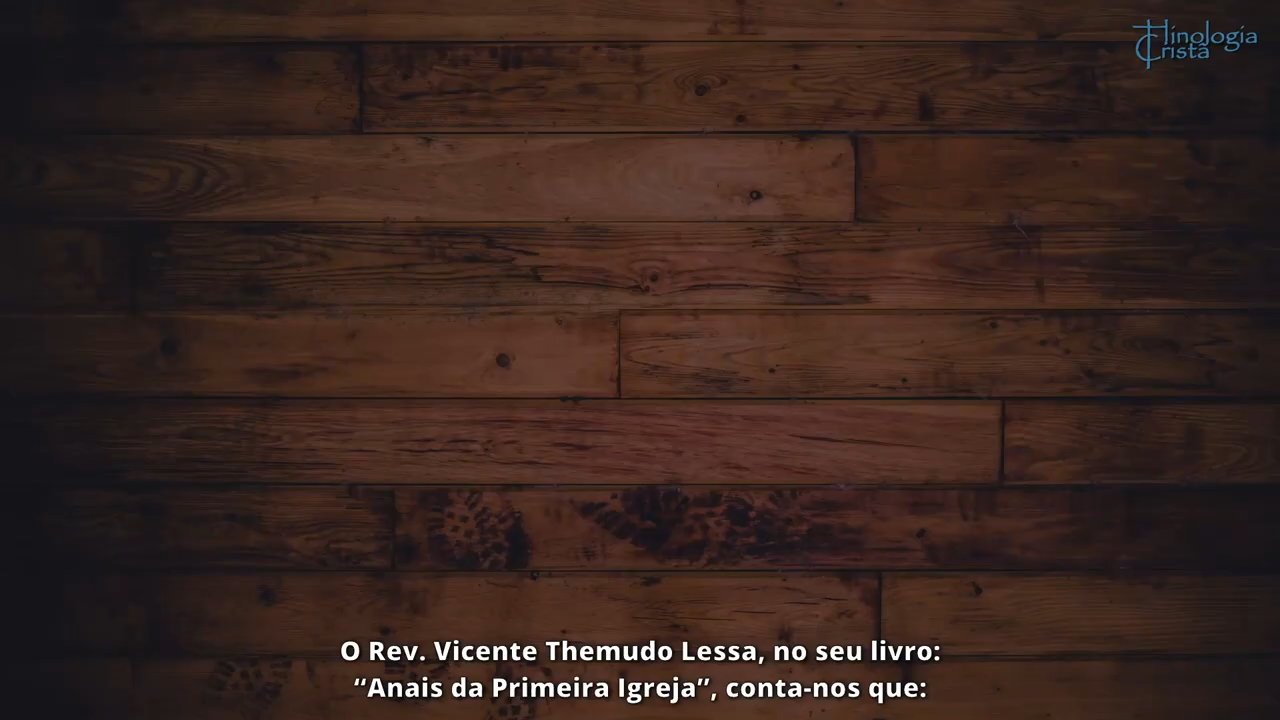 Hinologia
Cristã
O Rev. Vicente Themudo Lessa, no seu livro:
“Anais da Primeira Igreja”, conta-nos que: